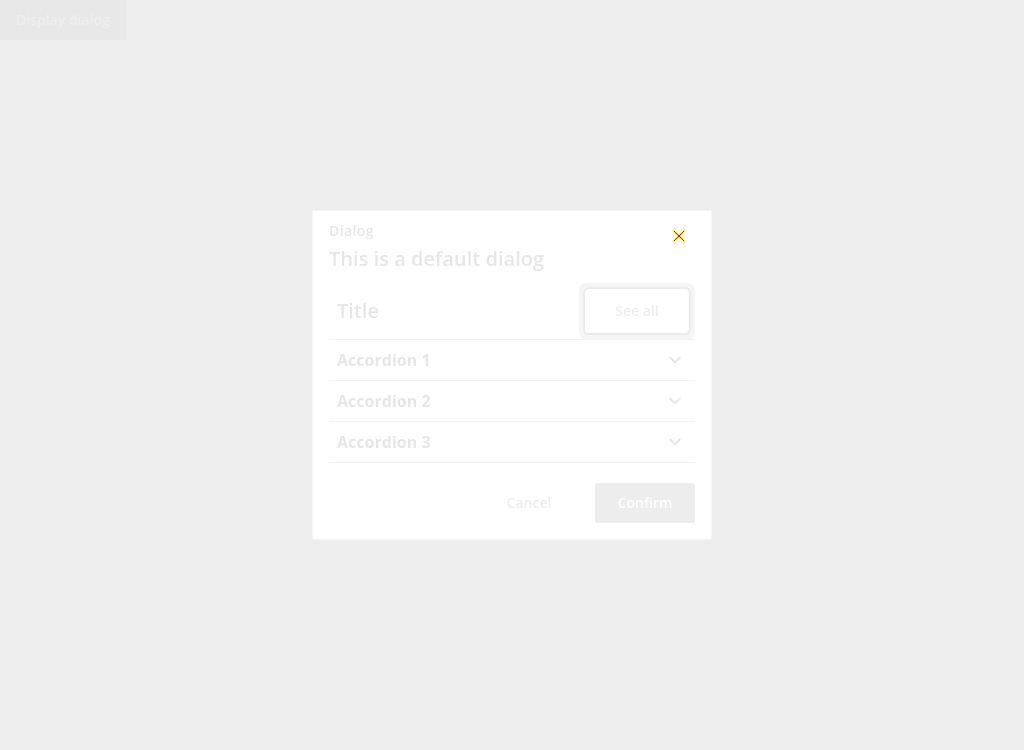 Display dialog
Dialog
This is a default dialog
Title
See all
Accordion 1
Accordion 2
Accordion 3
Cancel
Confirm